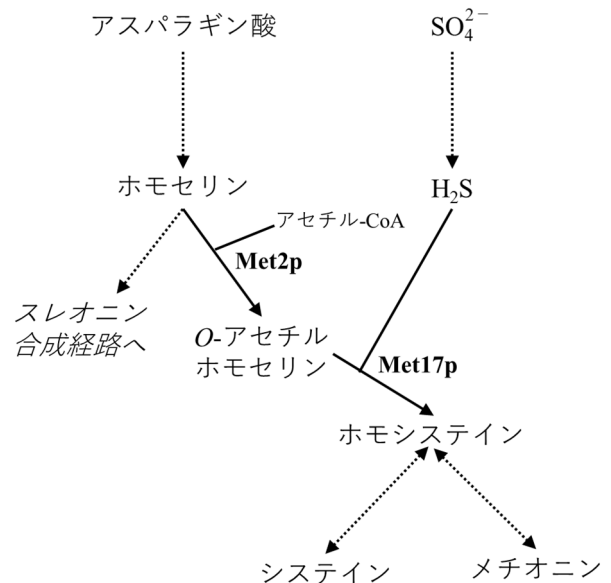 アスパラギン酸
SO₄²⁻
ホモセリン
H₂S
アセチル-CoA
Met2p
スレオニン
合成経路へ
O-アセチル
ホモセリン
Met17p
ホモシステイン
システイン
メチオニン